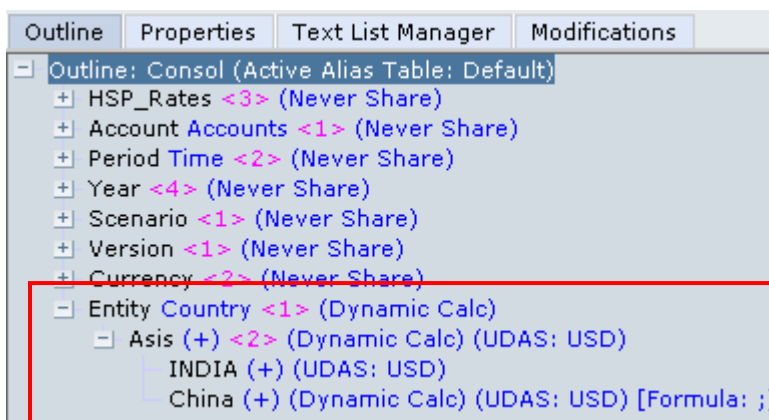 Outline Properties Text List Manager Modifications
Outline: Consol (Active Alias Table: Default)
HSP_Rates <3> (Never Share)
Account Accounts <1> (Never Share)
Period Time <2> (Never Share)
Year <4> (Never Share)
Scenario <1> (Never Share)
Version <1> (Never Share)
Currency <2> (Never Share)
Entity Country <1> (Dynamic Calc)
Asis (+) <2> (Dynamic Calc) (UDAS: USD)
INDIA (+) (UDAS: USD)
China (+) (Dynamic Calc) (UDAS: USD) [Formula: ;]